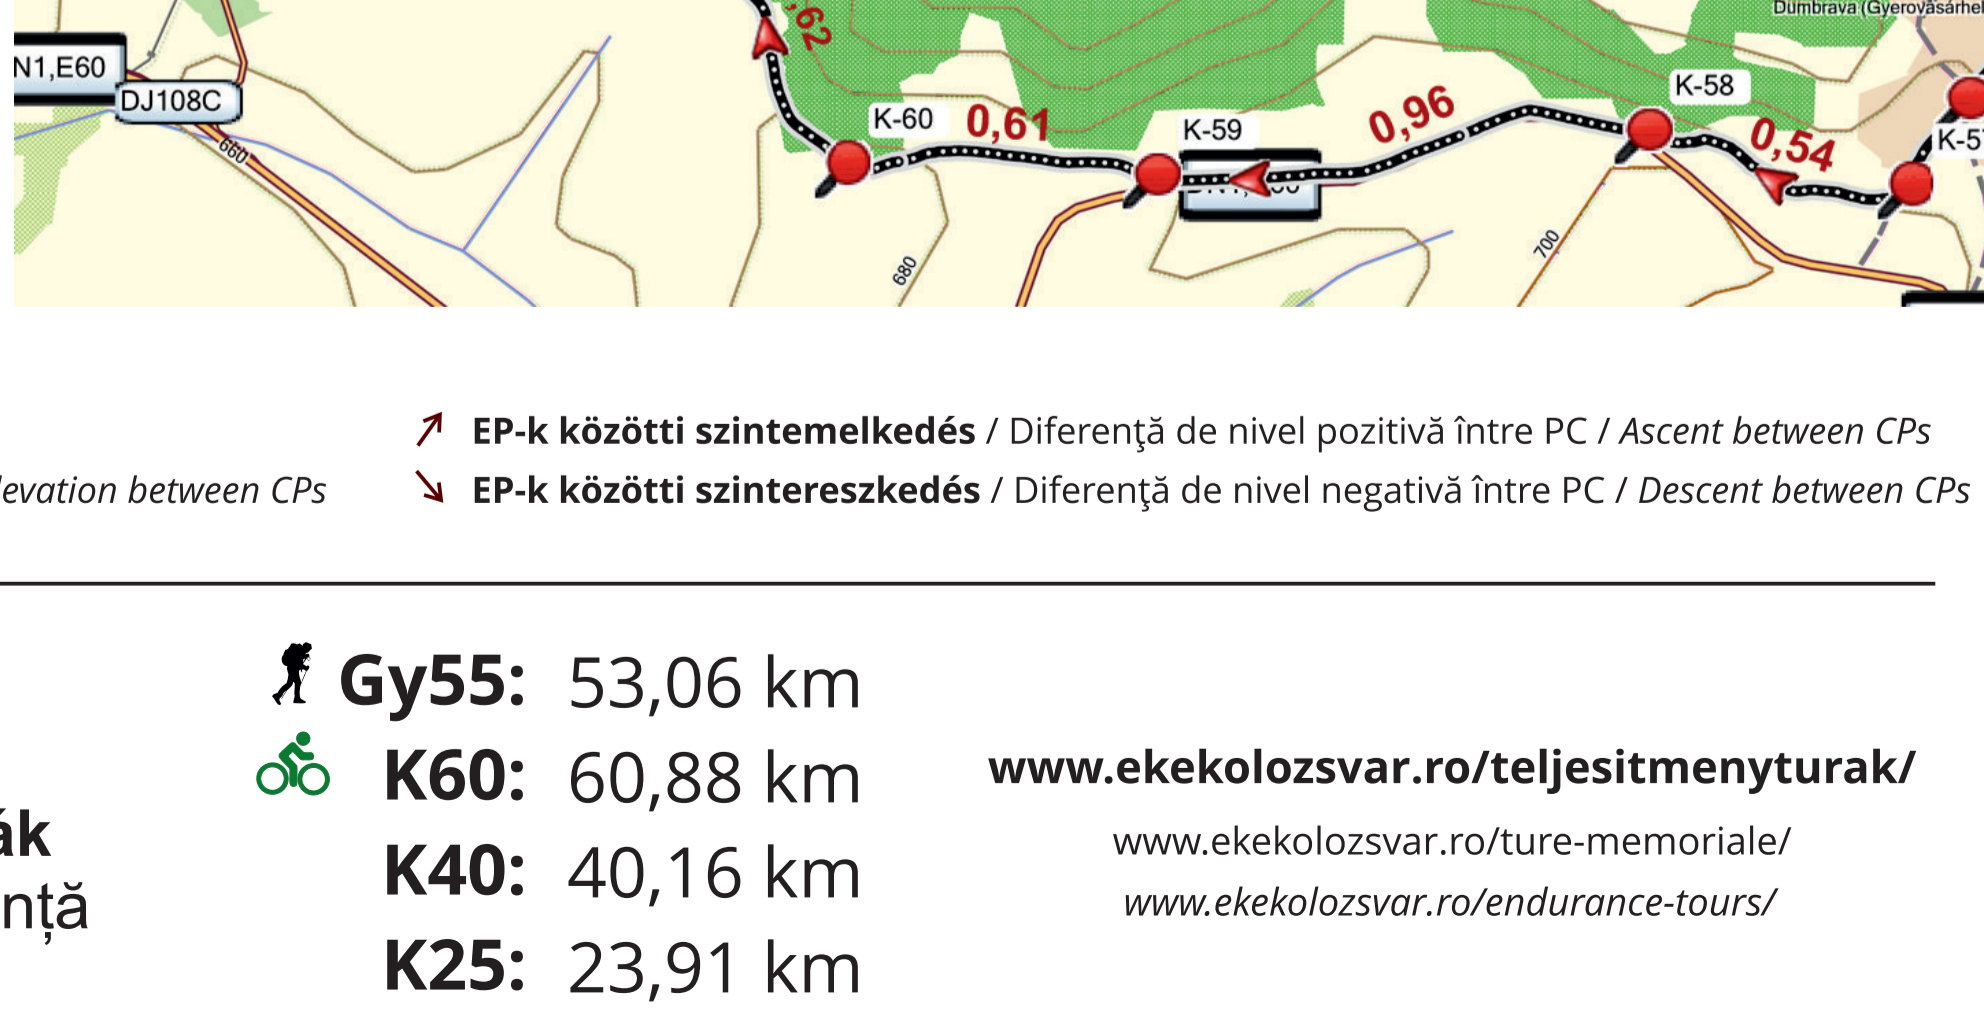 Dumbrava (Gyerővásárhel
N1,E60
DJ108C
660
,62
K-60
0,61
K-59
0,96
K-58
0,54
K-5
680
700
EP-k közötti szintemelkedés / Diferenţă de nivel pozitivă între PC / Ascent between CPs
levation between CPs
EP-k közötti szintereszkedés / Diferenţă de nivel negativă între PC / Descent between CPs
Gy55: 53,06 km
K60: 60,88 km
K40: 40,16 km
K25: 23,91 km
ák
nță
www.ekekolozsvar.ro/teljesitmenyturak/
www.ekekolozsvar.ro/ture-memoriale/
www.ekekolozsvar.ro/endurance-tours/